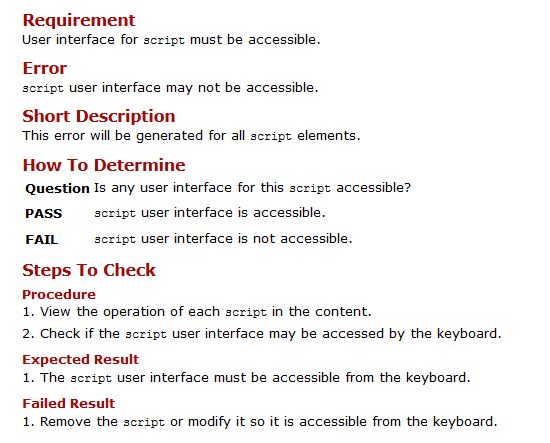 Requirement
User interface for script must be accessible.
Error
script user interface may not be accessible.
Short Description
This error will be generated for all script elements.
How To Determine
Question Is any user interface for this script accessible?
PASS script user interface is accessible.
FAIL script user interface is not accessible.
Steps To Check
Procedure
1. View the operation of each script in the content.
2. Check if the script user interface may be accessed by the keyboard.
Expected Result
1. The script user interface must be accessible from the keyboard.
Failed Result
1. Remove the script or modify it so it is accessible from the keyboard.